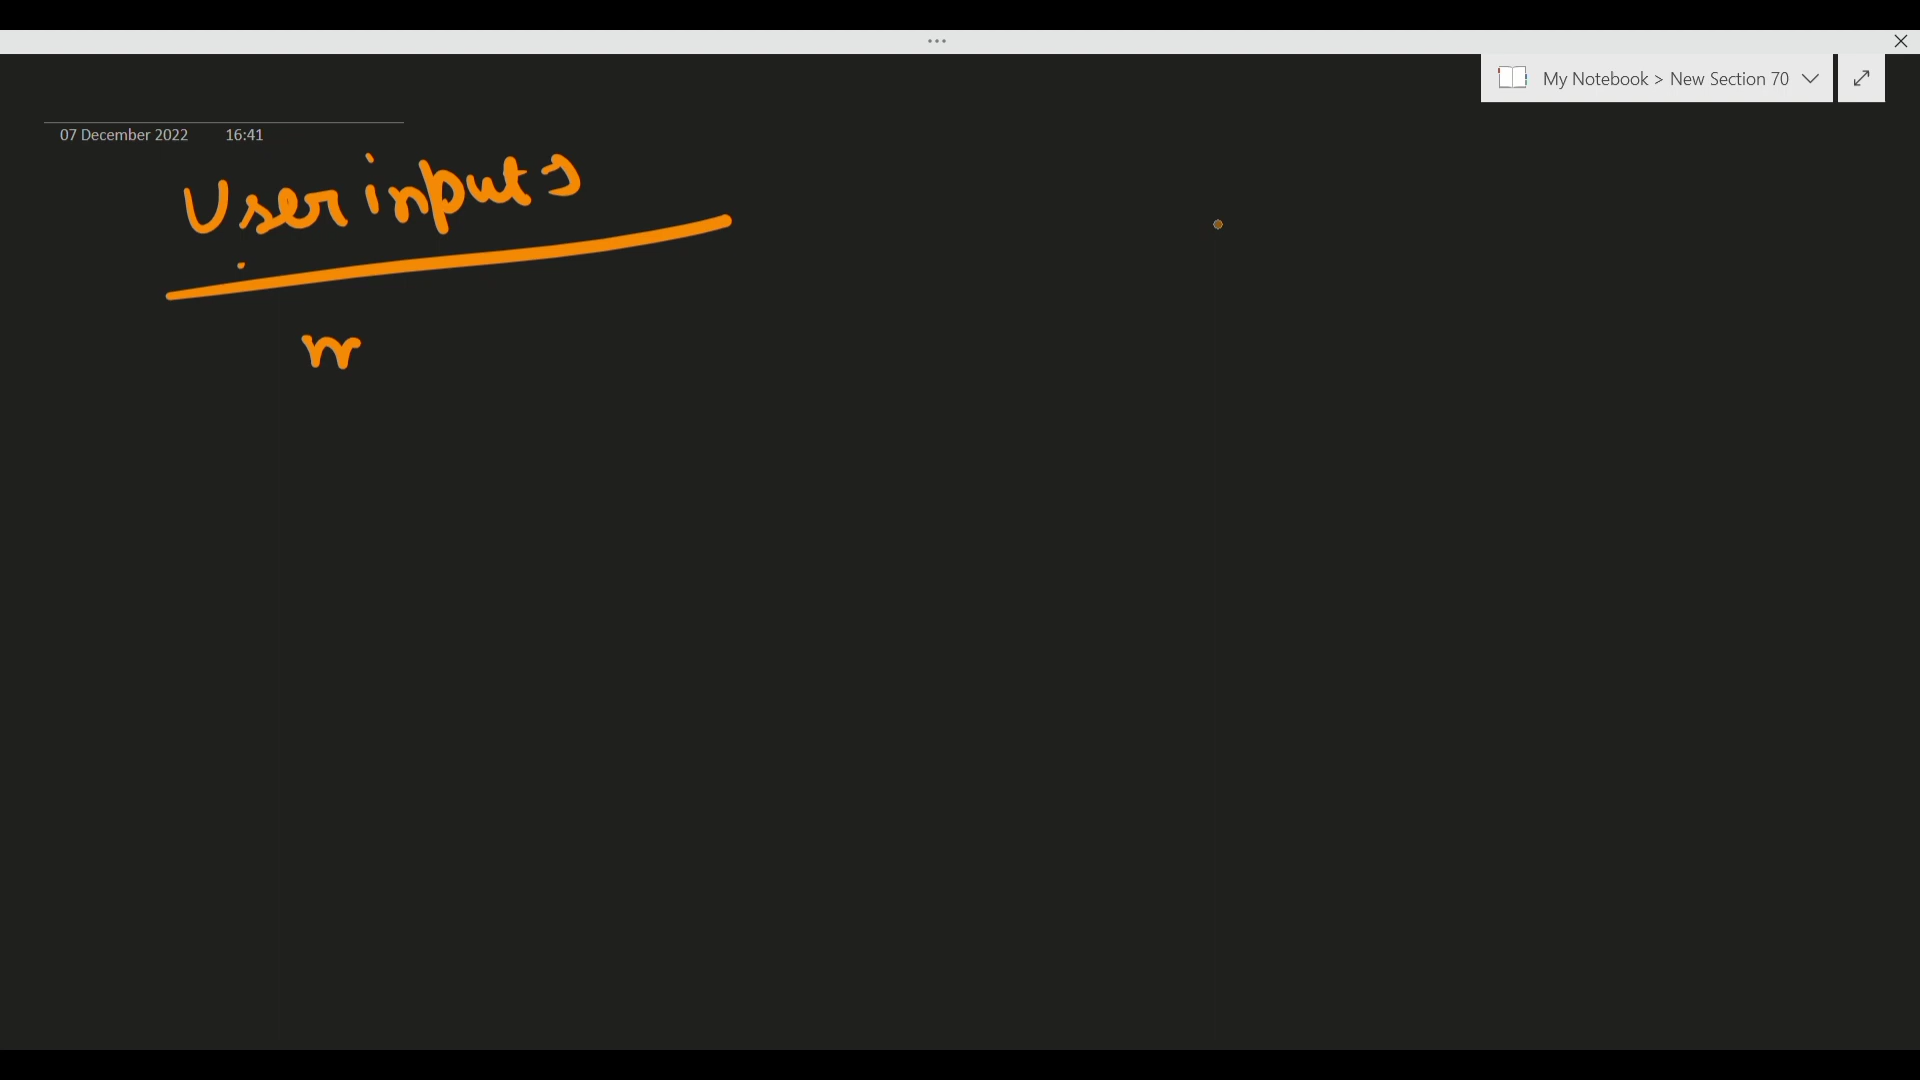 My Notebook > New Section 70
07 December 2022 16:41
User inputs